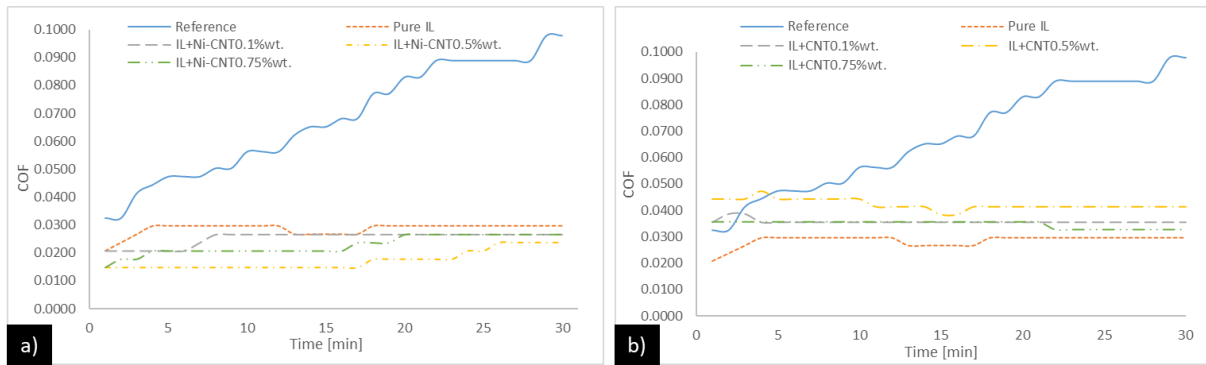 Reference
Pure IL
IL+Ni-CNT0.1%wt.
IL+Ni-CNT0.5%wt.
IL+Ni-CNT0.75%wt.
0.1000
0.0900
0.0800
0.0700
0.0600
0.0500
0.0400
0.0300
0.0200
0.0100
0.0000
COF
0 5 10 15 20 25 30
Time [min]
a)
Reference
Pure IL
IL+CNT0.1%wt.
IL+CNT0.5%wt.
IL+CNT0.75%wt.
0.1000
0.0900
0.0800
0.0700
0.0600
0.0500
0.0400
0.0300
0.0200
0.0100
0.0000
COF
0 5 10 15 20 25 30
Time [min]
b)